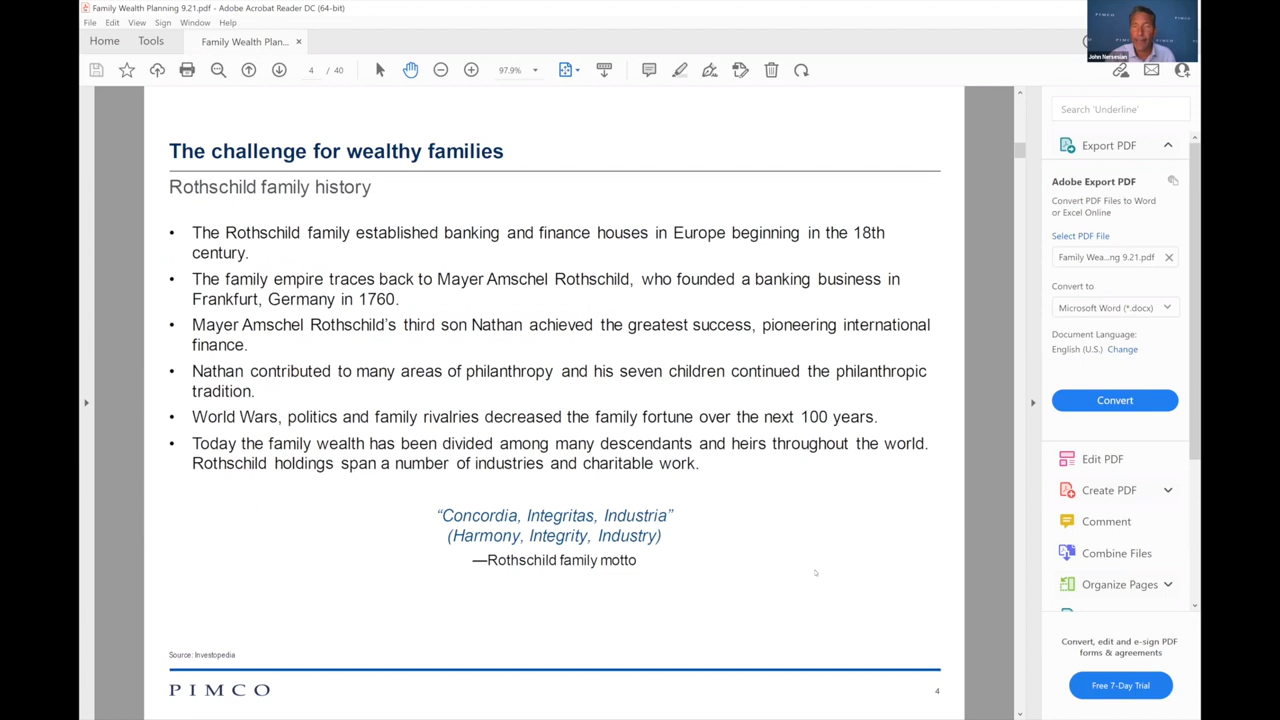 Family Wealth Planning 9.21.pdf - Adobe Acrobat Reader DC (64-bit)
File Edit View Sign Window Help
Home Tools Family Wealth Plan... ×
4 / 40 97.9%
PIMCO
John Nersesian
The challenge for wealthy families
Rothschild family history
• The Rothschild family established banking and finance houses in Europe beginning in the 18th
century.
• The family empire traces back to Mayer Amschel Rothschild, who founded a banking business in
Frankfurt, Germany in 1760.
• Mayer Amschel Rothschild's third son Nathan achieved the greatest success, pioneering international
finance.
• Nathan contributed to many areas of philanthropy and his seven children continued the philanthropic
tradition.
• World Wars, politics and family rivalries decreased the family fortune over the next 100 years.
• Today the family wealth has been divided among many descendants and heirs throughout the world.
Rothschild holdings span a number of industries and charitable work.
“Concordia, Integritas, Industria”
(Harmony, Integrity, Industry)
—Rothschild family motto
Source: Investopedia
PIMCO
4
Search 'Underline'
Export PDF
Adobe Export PDF
Convert PDF Files to Word
or Excel Online
Select PDF File
Family Wea...ng 9.21.pdf ×
Convert to
Microsoft Word (*.docx)
Document Language:
English (U.S.) Change
Convert
Edit PDF
Create PDF
Comment
Combine Files
Organize Pages
Convert, edit and e-sign PDF
forms & agreements
Free 7-Day Trial